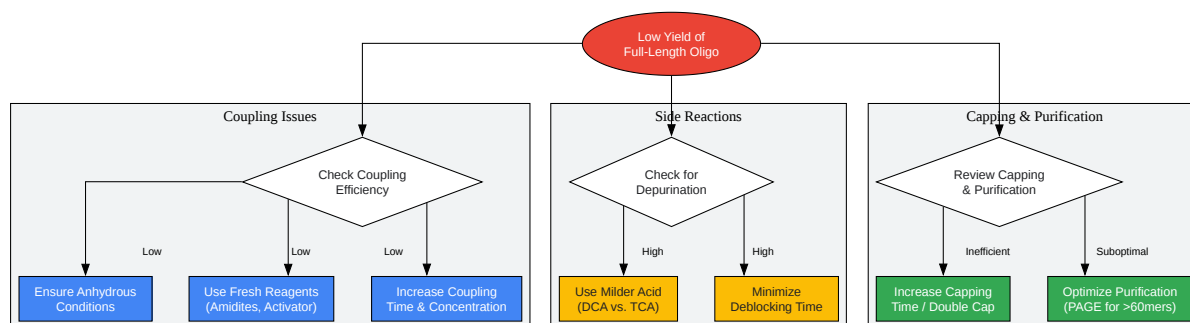 Low Yield of
Full-Length Oligo
Coupling Issues
Side Reactions
Capping & Purification
Check Coupling
Efficiency
Check for
Depurination
Review Capping
& Purification
Low
Low
Low
High
High
Inefficient
Suboptimal
Ensure Anhydrous
Conditions
Use Fresh Reagents
(Amidites, Activator)
Increase Coupling
Time & Concentration
Use Milder Acid
(DCA vs. TCA)
Minimize
Deblocking Time
Increase Capping
Time / Double Cap
Optimize Purification
(PAGE for >60mers)